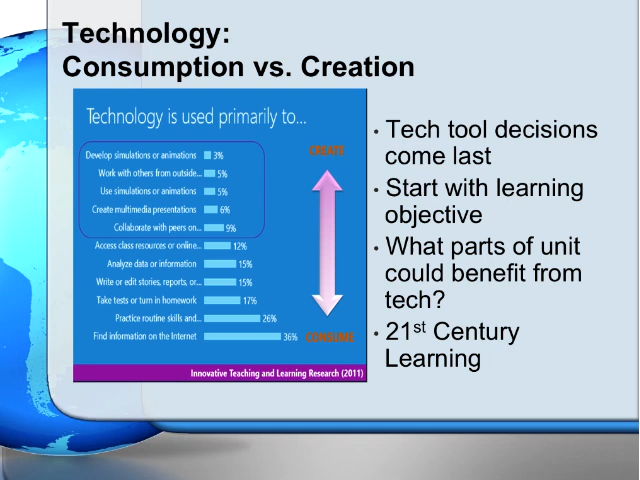 Technology:
Consumption vs. Creation
Technology is used primarily to...
CREATE
Develop simulations or animations 3%
Work with others from outside... 5%
Use simulations or animations 5%
Create multimedia presentations 6%
Collaborate with peers on... 9%
Access class resources or online... 12%
Analyze data or information 15%
Write or edit stories, reports, or... 15%
Take tests or turn in homework 17%
Practice routine skills and... 26%
Find information on the Internet 36%
CONSUME
Innovative Teaching and Learning Research (2011)
• Tech tool decisions
come last
• Start with learning
objective
• What parts of unit
could benefit from
tech?
• 21st Century
Learning